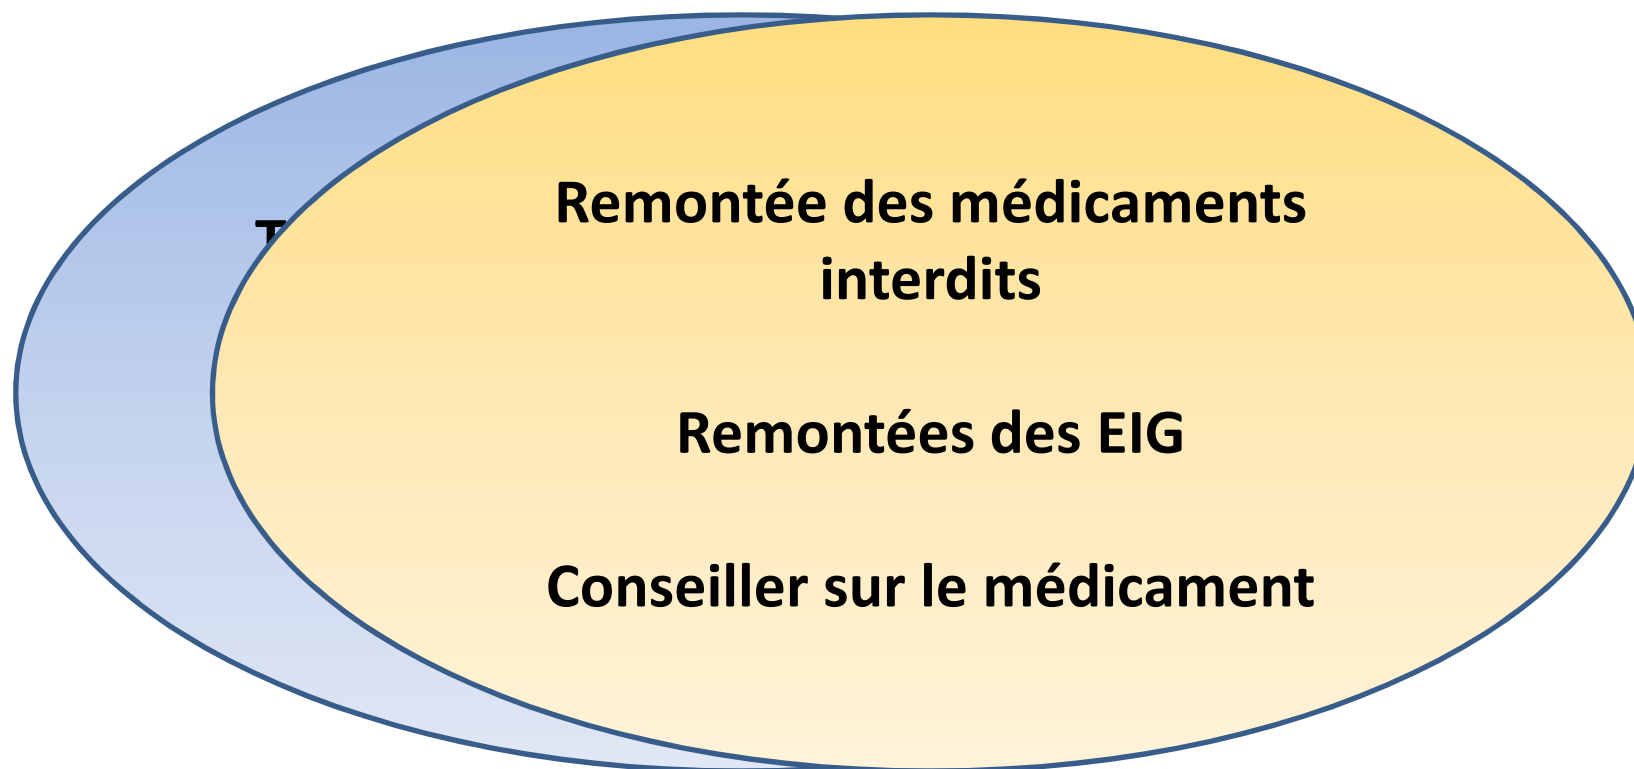 Remontée des médicaments
interdits
Remontées des EIG
Conseiller sur le médicament